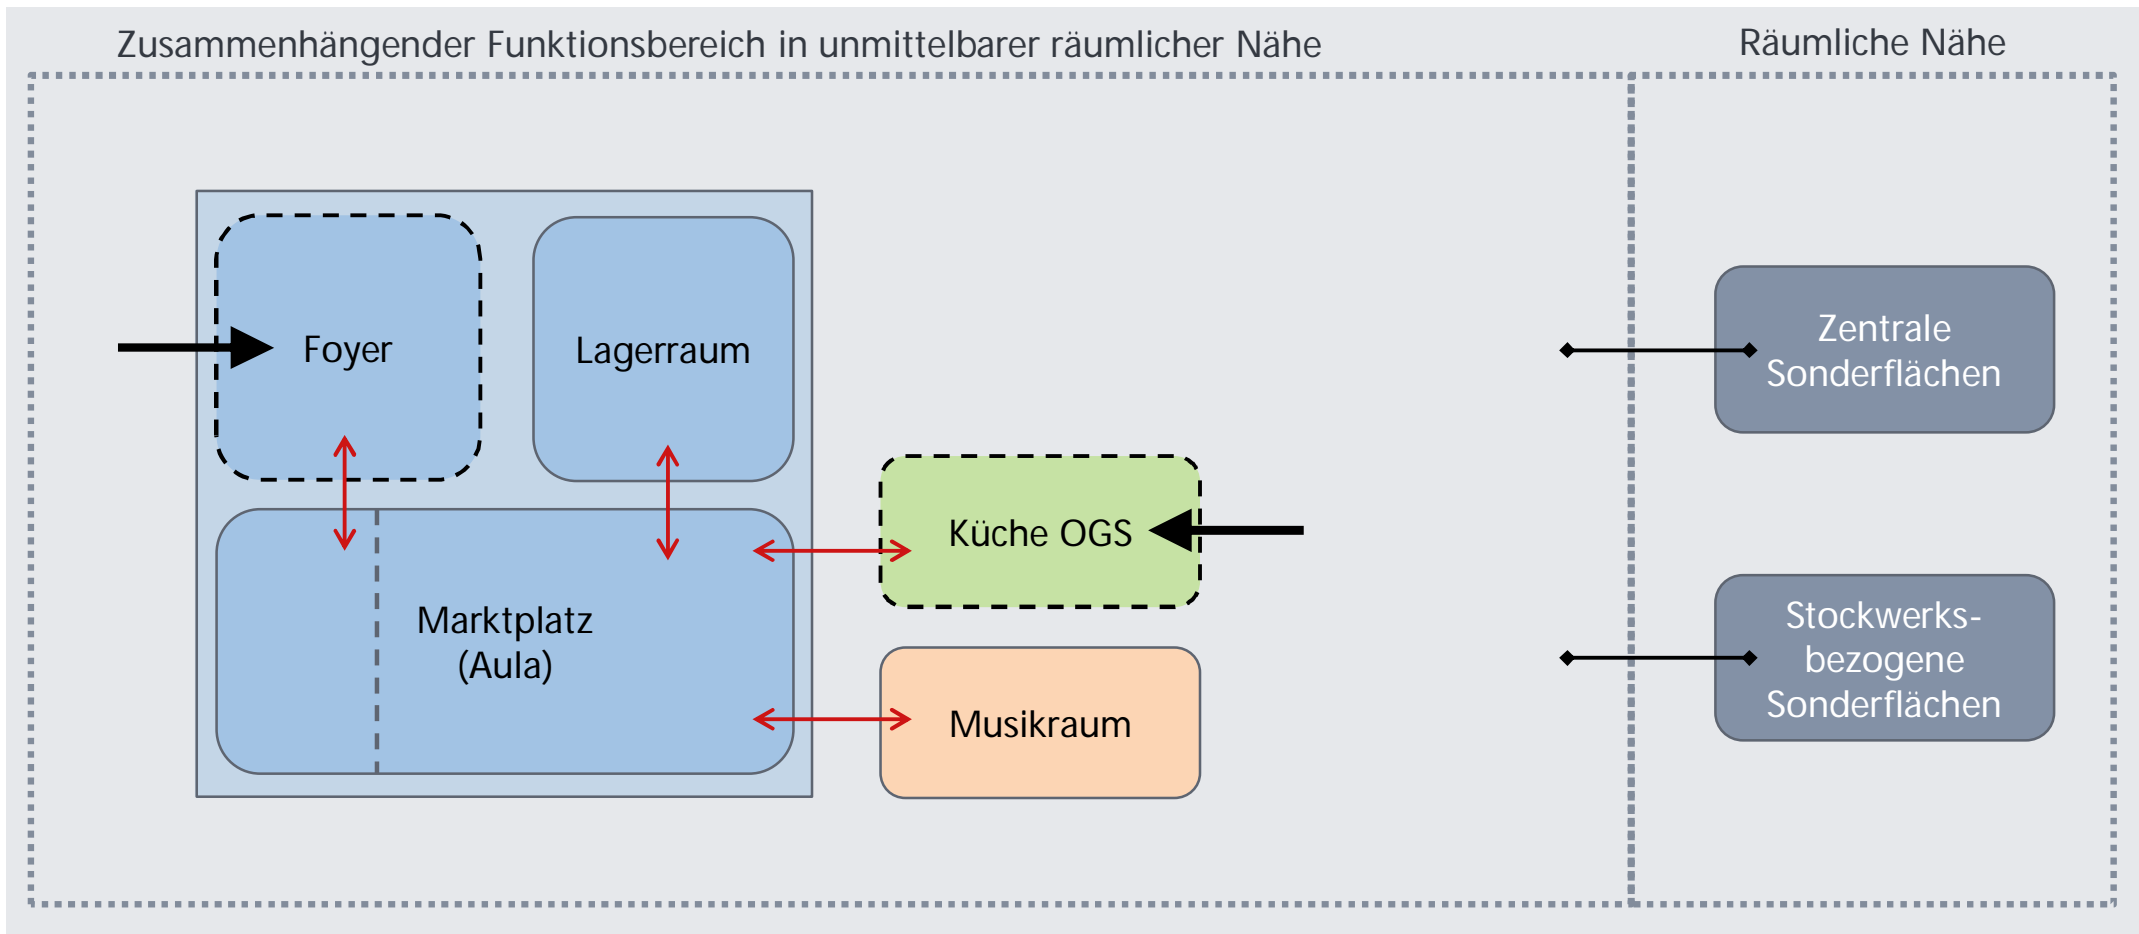 Zusammenhängender Funktionsbereich in unmittelbarer räumlicher Nähe
Räumliche Nähe
Foyer
Lagerraum
Zentrale
Sonderflächen
Küche OGS
Marktplatz
(Aula)
Musikraum
Stockwerks-
bezogene
Sonderflächen